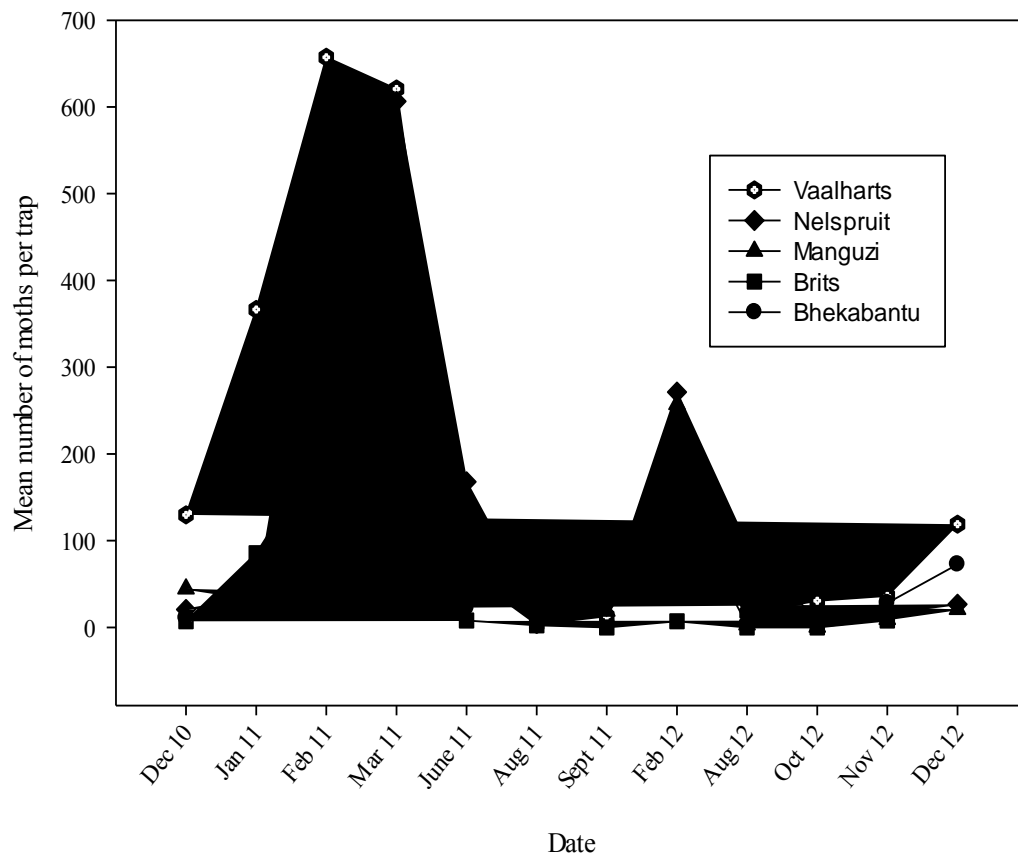 700
600
500
400
300
200
100
0
Mean number of moths per trap
Vaalharts
Nelspruit
Manguzi
Brits
Bhekabantu
Dec 10
Jan 11
Feb 11
Mar 11
June 11
Aug 11
Sept 11
Feb 12
Aug 12
Oct 12
Nov 12
Dec 12
Date